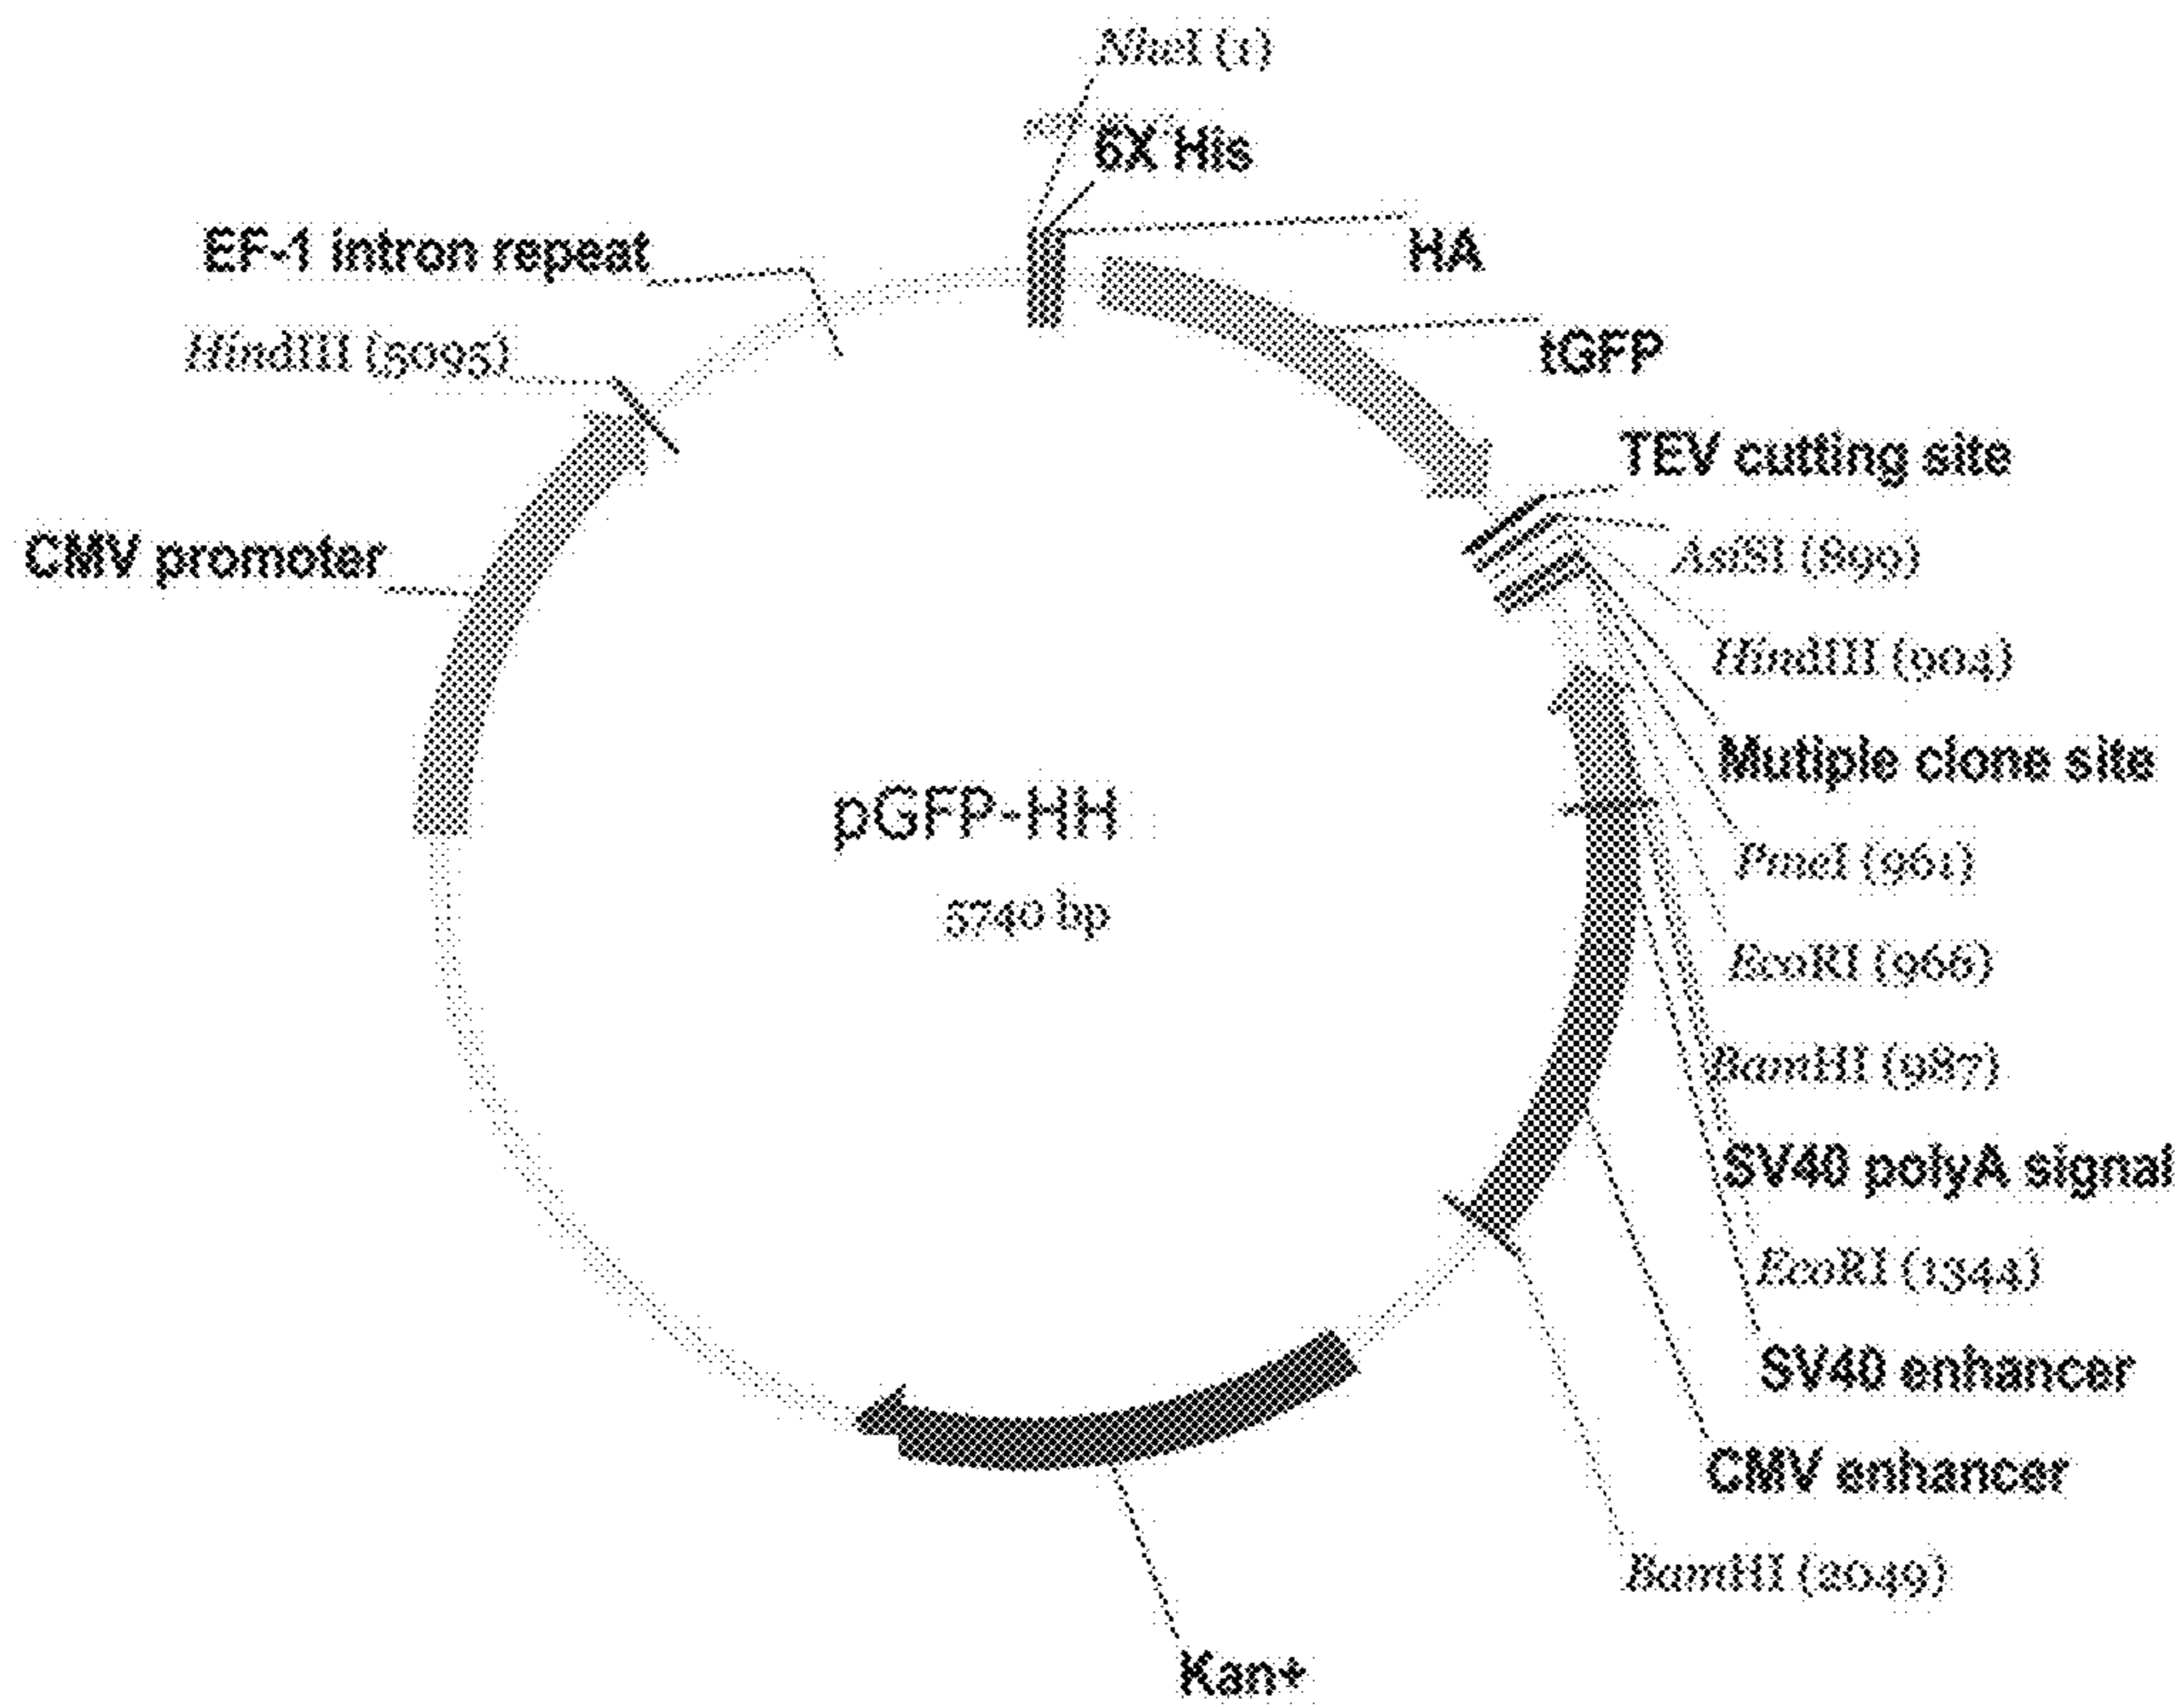 NheI (1)
6X His
HA
tGFP
TEV cutting site
AsiSI (890)
HindIII (904)
Mutiple clone site
PmeI (961)
EcoRI (966)
BamHI (987)
SV40 polyA signal
EcoRI (1344)
SV40 enhancer
CMV enhancer
BamHI (2049)
Kan+
CMV promoter
HindIII (5095)
EF-1 intron repeat
pGFP-HH
5740 bp